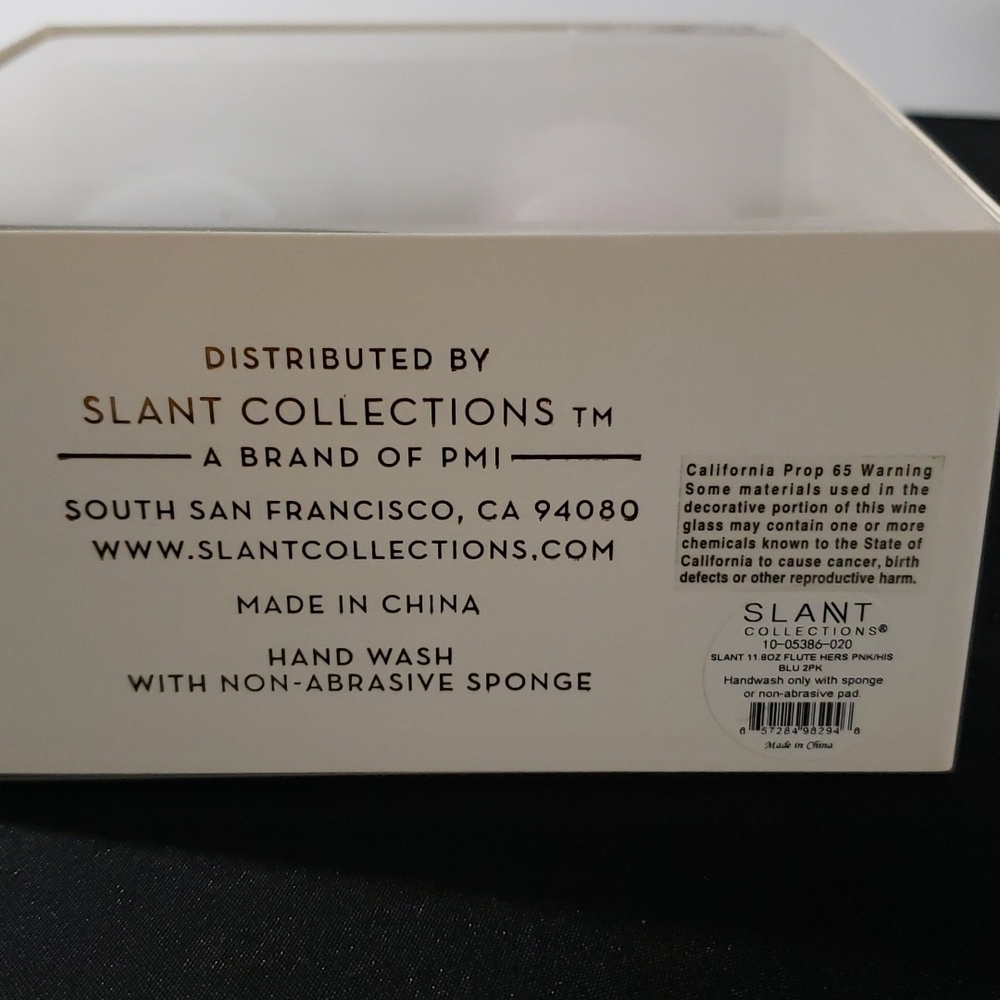 DISTRIBUTED BY
SLANT COLLECTIONS TM
A BRAND OF PMI
SOUTH SAN FRANCISCO, CA 94080
WWW.SLANTCOLLECTIONS.COM
MADE IN CHINA
HAND WASH
WITH NON-ABRASIVE SPONGE
California Prop 65 Warning
Some materials used in the
decorative portion of this wine
glass may contain one or more
chemicals known to the State of
California to cause cancer, birth
defects or other reproductive harm.
SLANT
COLLECTIONS®
10-05386-020
SLANT 11.8OZ FLUTE HERS PNK/HIS
BLU 2PK
Handwash only with sponge
or non-abrasive pad.
6 57284 98294 6
Made in China